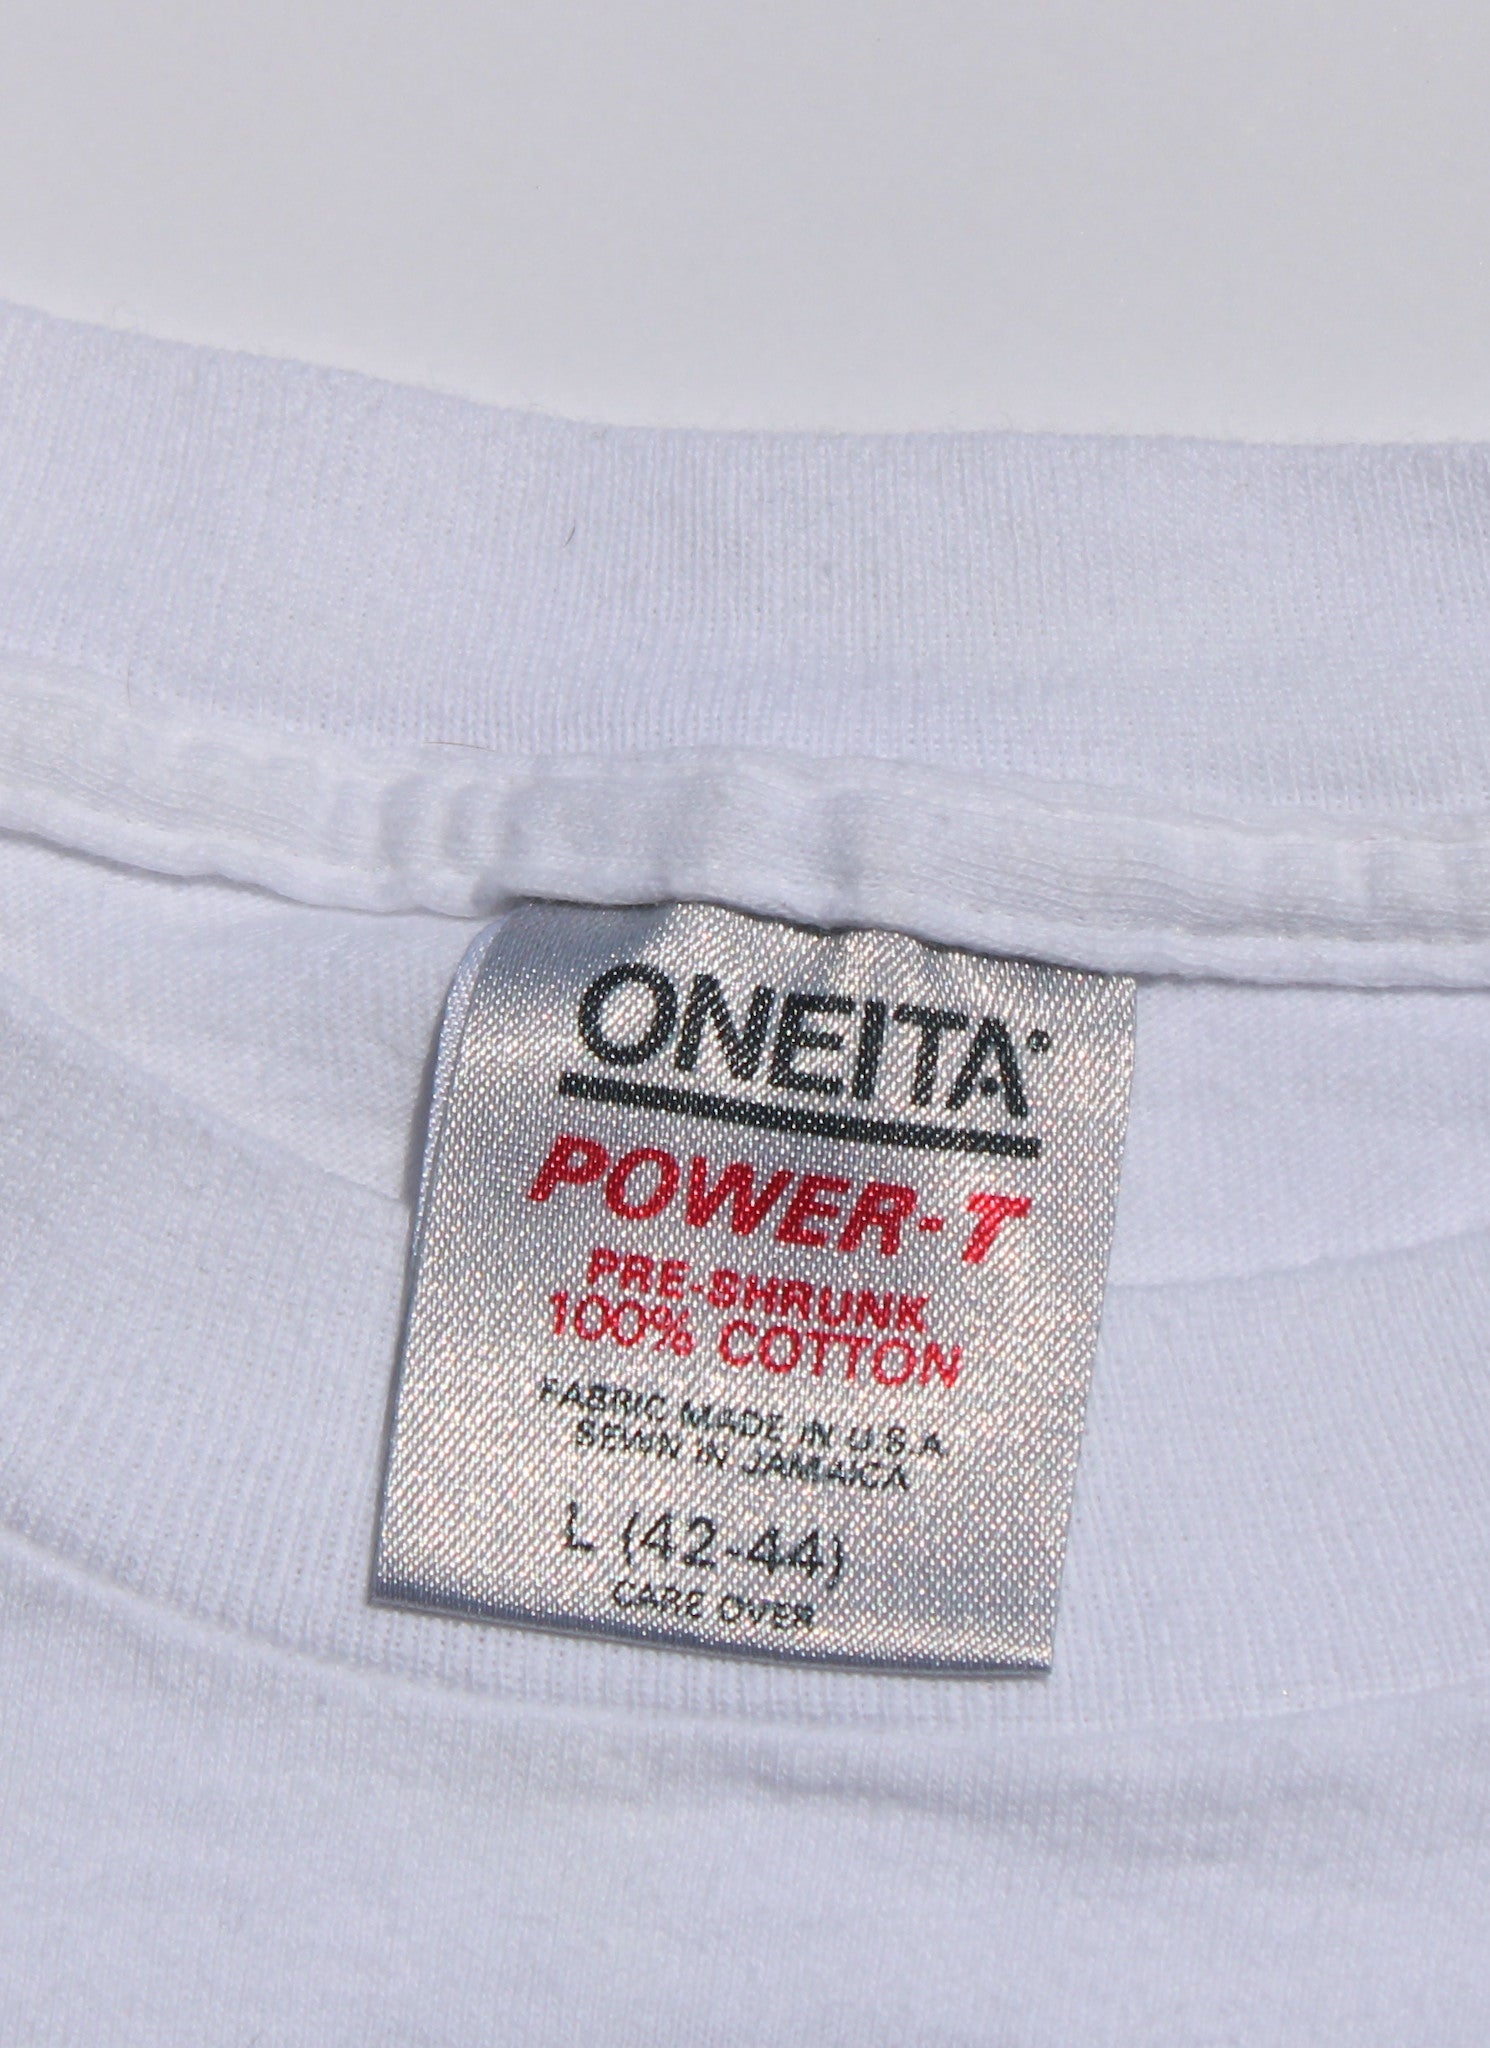 ONEITA®
POWER-T
PRE-SHRUNK
100% COTTON
FABRIC MADE IN U.S.A
SEWN IN JAMAICA
L (42-44)
CARE OVER